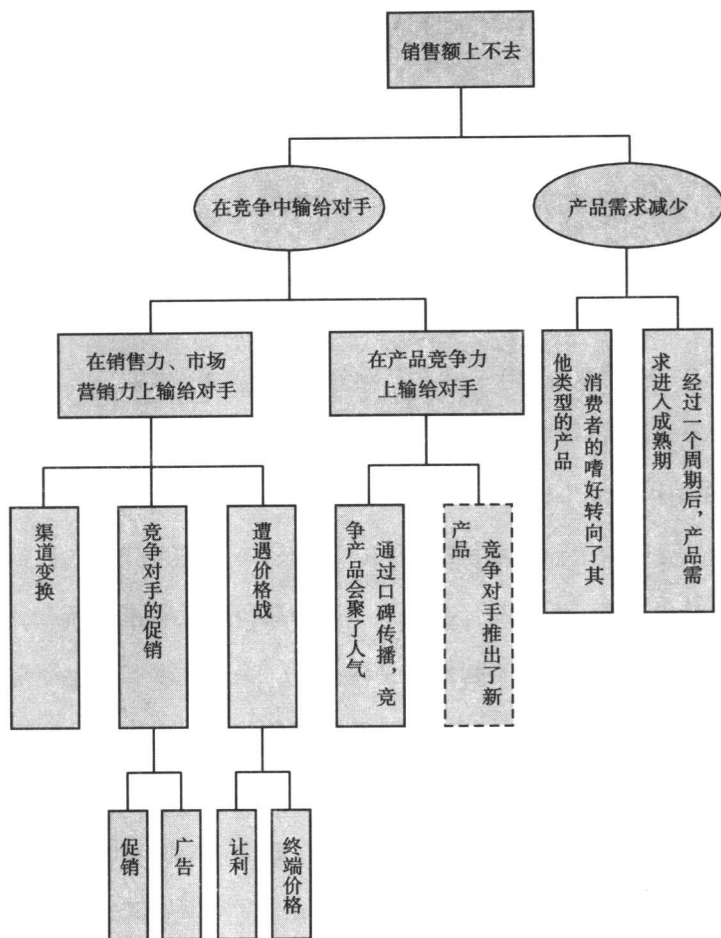 销售额上不去
在竞争中输给对手
产品需求减少
在销售力、市场
营销力上输给对手
在产品竞争力
上输给对手
消费者的嗜好转向了其
他类型的产品
经过一个周期后，产品需
求进入成熟期
渠道变换
竞争对手的促销
遭遇价格战
通过口碑传播，竞
争产品会聚了人气
竞争对手推出了新
产品
促销
广告
让利
终端价格